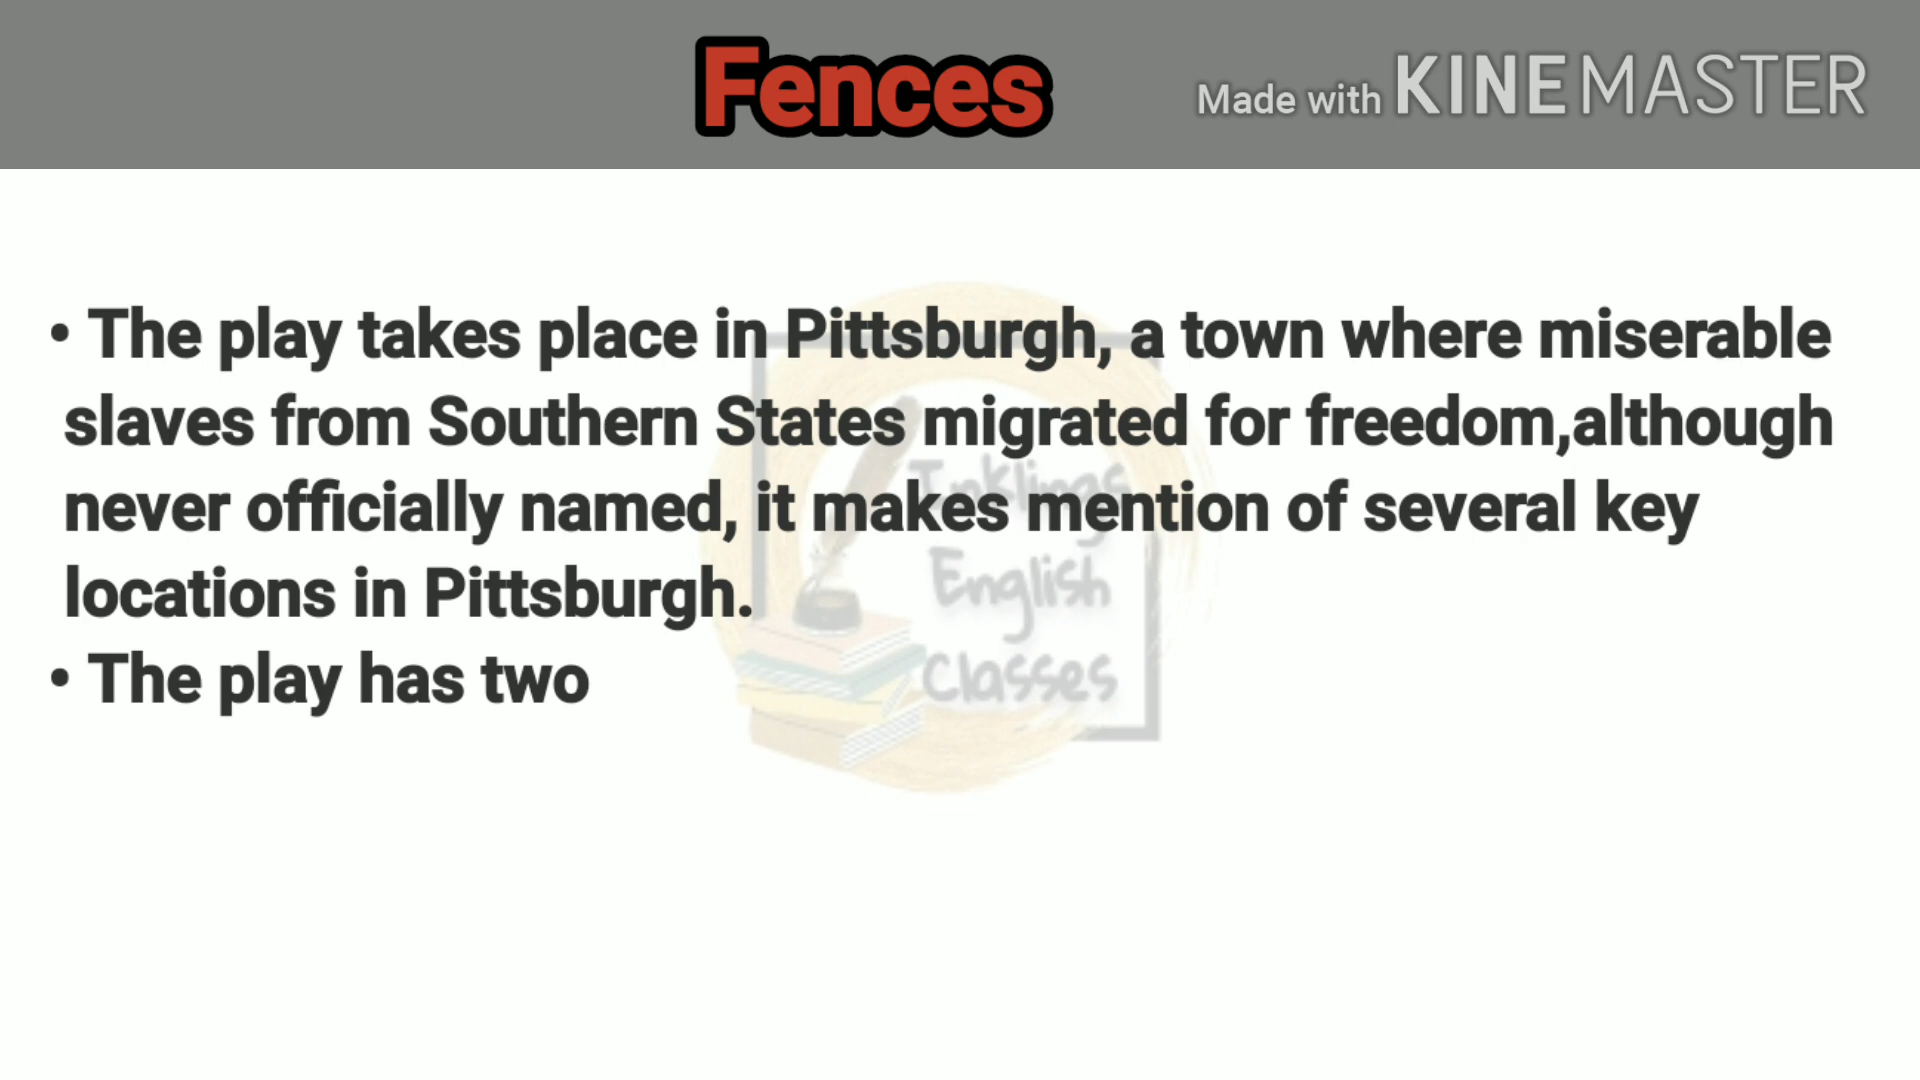 Fences
Made with KINEMASTER
• The play takes place in Pittsburgh, a town where miserable
slaves from Southern States migrated for freedom,although
never officially named, it makes mention of several key
locations in Pittsburgh.
• The play has two
Inklings
English
Classes